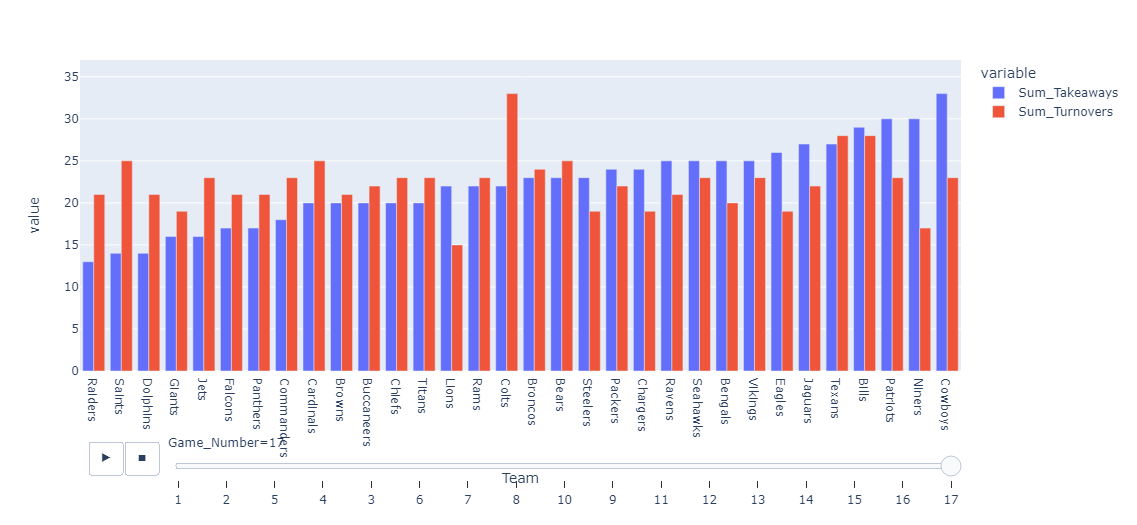 variable
Sum_Takeaways
Sum_Turnovers
value
35
30
25
20
15
10
5
0
Raiders
Saints
Dolphins
Giants
Jets
Falcons
Panthers
Commanders
Cardinals
Browns
Buccaneers
Chiefs
Titans
Lions
Rams
Colts
Broncos
Bears
Steelers
Packers
Chargers
Ravens
Seahawks
Bengals
Vikings
Eagles
Jaguars
Texans
Bills
Patriots
Niners
Cowboys
Game_Number=17
Team
1 2 5 4 3 6 7 8 10 9 11 12 13 14 15 16 17